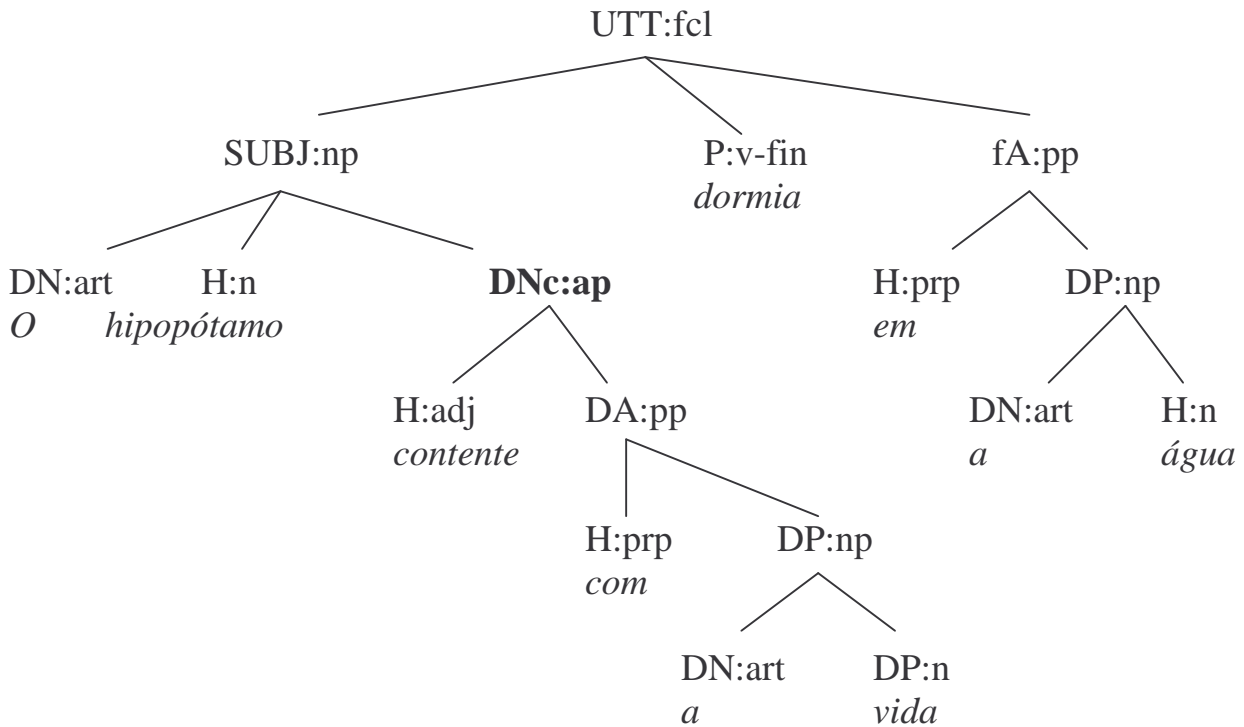 UTT:fcl
SUBJ:np P:v-fin fA:pp
dormia
DN:art H:n DNc:ap H:prp DP:np
O hipopótamo em
H:adj DA:pp DN:art H:n
contente a água
H:prp DP:np
com
DN:art DP:n
a vida